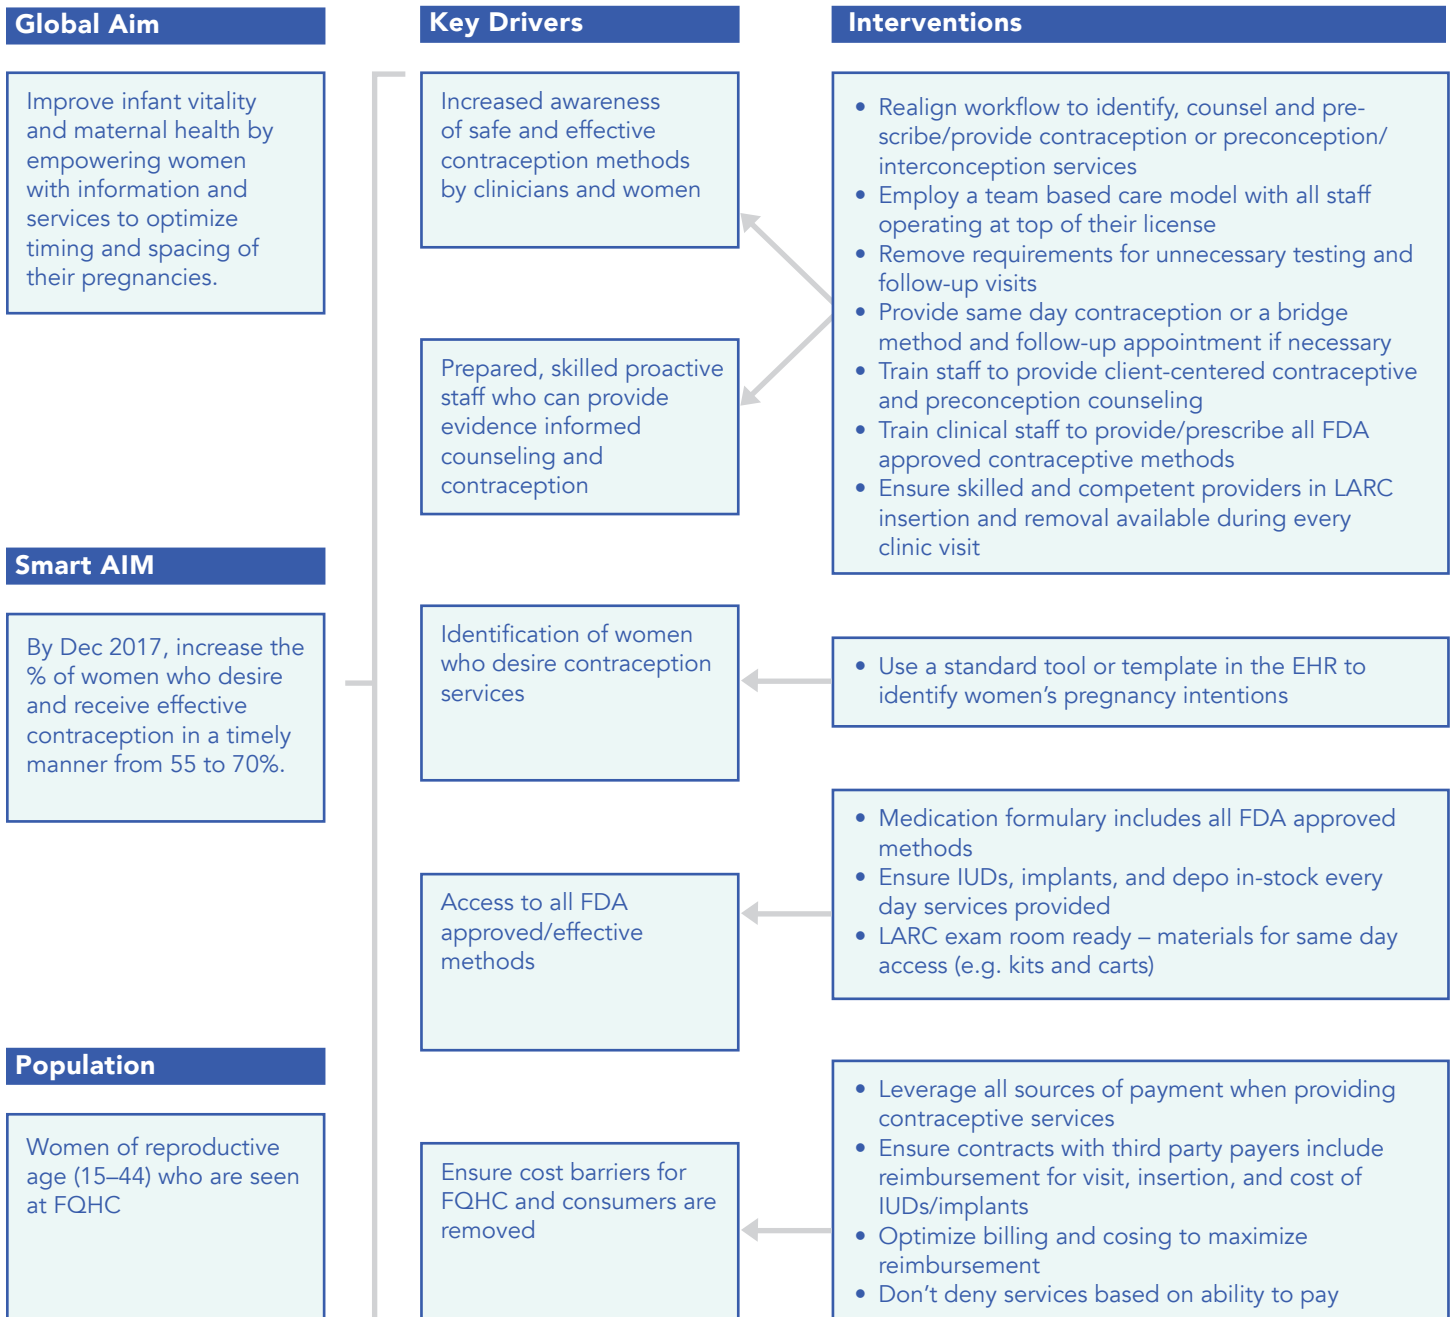 Global Aim
Improve infant vitality
and maternal health by
empowering women
with information and
services to optimize
timing and spacing of
their pregnancies.
Smart AIM
By Dec 2017, increase the
% of women who desire
and receive effective
contraception in a timely
manner from 55 to 70%.
Population
Women of reproductive
age (15–44) who are seen
at FQHC
Key Drivers
Increased awareness
of safe and effective
contraception methods
by clinicians and women
Prepared, skilled proactive
staff who can provide
evidence informed
counseling and
contraception
Identification of women
who desire contraception
services
Access to all FDA
approved/effective
methods
Ensure cost barriers for
FQHC and consumers are
removed
Interventions
• Realign workflow to identify, counsel and pre-
scribe/provide contraception or preconception/
interconception services
• Employ a team based care model with all staff
operating at top of their license
• Remove requirements for unnecessary testing and
follow-up visits
• Provide same day contraception or a bridge
method and follow-up appointment if necessary
• Train staff to provide client-centered contraceptive
and preconception counseling
• Train clinical staff to provide/prescribe all FDA
approved contraceptive methods
• Ensure skilled and competent providers in LARC
insertion and removal available during every
clinic visit
• Use a standard tool or template in the EHR to
identify women's pregnancy intentions
• Medication formulary includes all FDA approved
methods
• Ensure IUDs, implants, and depo in-stock every
day services provided
• LARC exam room ready – materials for same day
access (e.g. kits and carts)
• Leverage all sources of payment when providing
contraceptive services
• Ensure contracts with third party payers include
reimbursement for visit, insertion, and cost of
IUDs/implants
• Optimize billing and cosing to maximize
reimbursement
• Don't deny services based on ability to pay